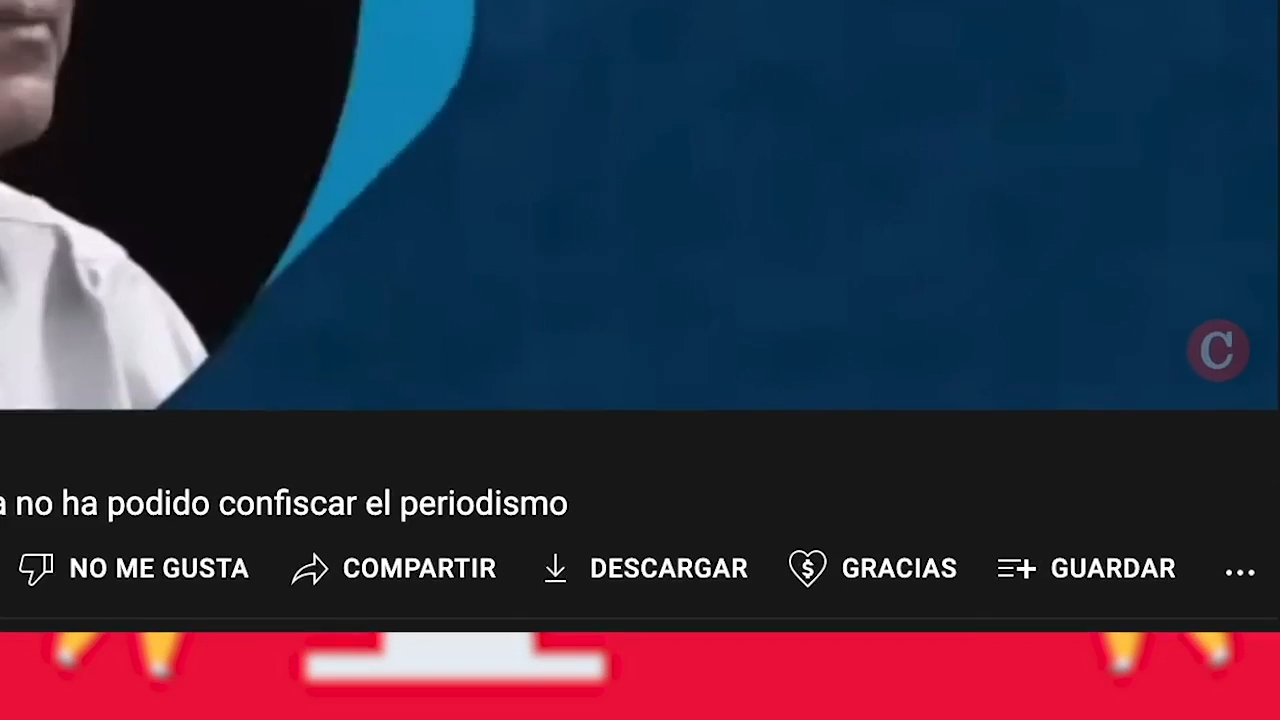 C
no ha podido confiscar el periodismo
NO ME GUSTA COMPARTIR DESCARGAR GRACIAS GUARDAR